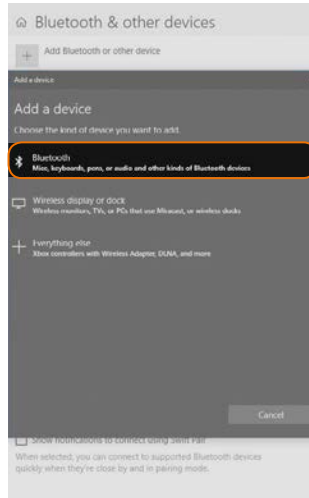 Bluetooth & other devices
Add Bluetooth or other device
Add a device
Add a device
Choose the kind of device you want to add.
Bluetooth
Mice, keyboards, pens, or audio and other kinds of Bluetooth devices
Wireless display or dock
Wireless monitors, TVs, or PCs that use Miracast, or wireless docks
Everything else
Xbox controllers with Wireless Adapter, DLNA, and more
Cancel
Show notifications to connect using Swift Pair
When selected, you can connect to supported Bluetooth devices
quickly when they're close by and in pairing mode.